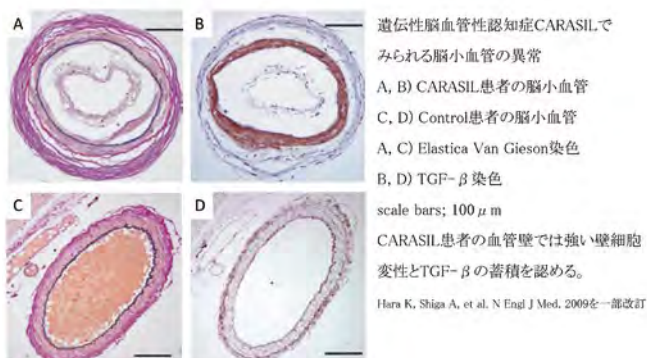 A
B
C
D
遺伝性脳血管性認知症CARASILで
みられる脳小血管の異常
A, B) CARASIL患者の脳小血管
C, D) Control患者の脳小血管
A, C) Elastica Van Gieson染色
B, D) TGF-β染色
scale bars; 100μm
CARASIL患者の血管壁では強い壁細胞
変性とTGF-βの蓄積を認める。
Hara K, Shiga A, et al. N Engl J Med. 2009を一部改訂